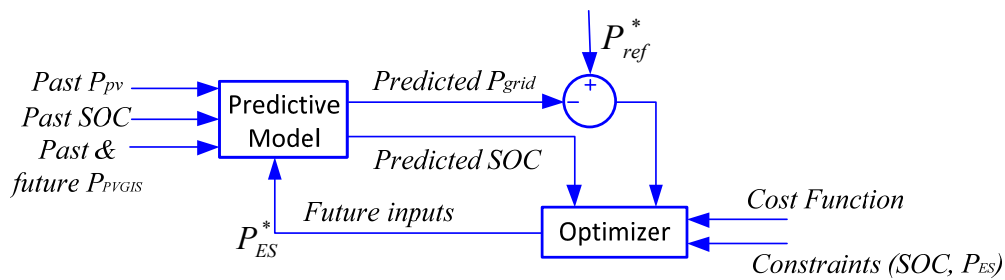 P*ref
Past Ppv
Past SOC
Past &
future PPVGIS
Predictive
Model
Predicted Pgrid
+
−
Predicted SOC
P*ES
Future inputs
Optimizer
Cost Function
Constraints (SOC, PES)